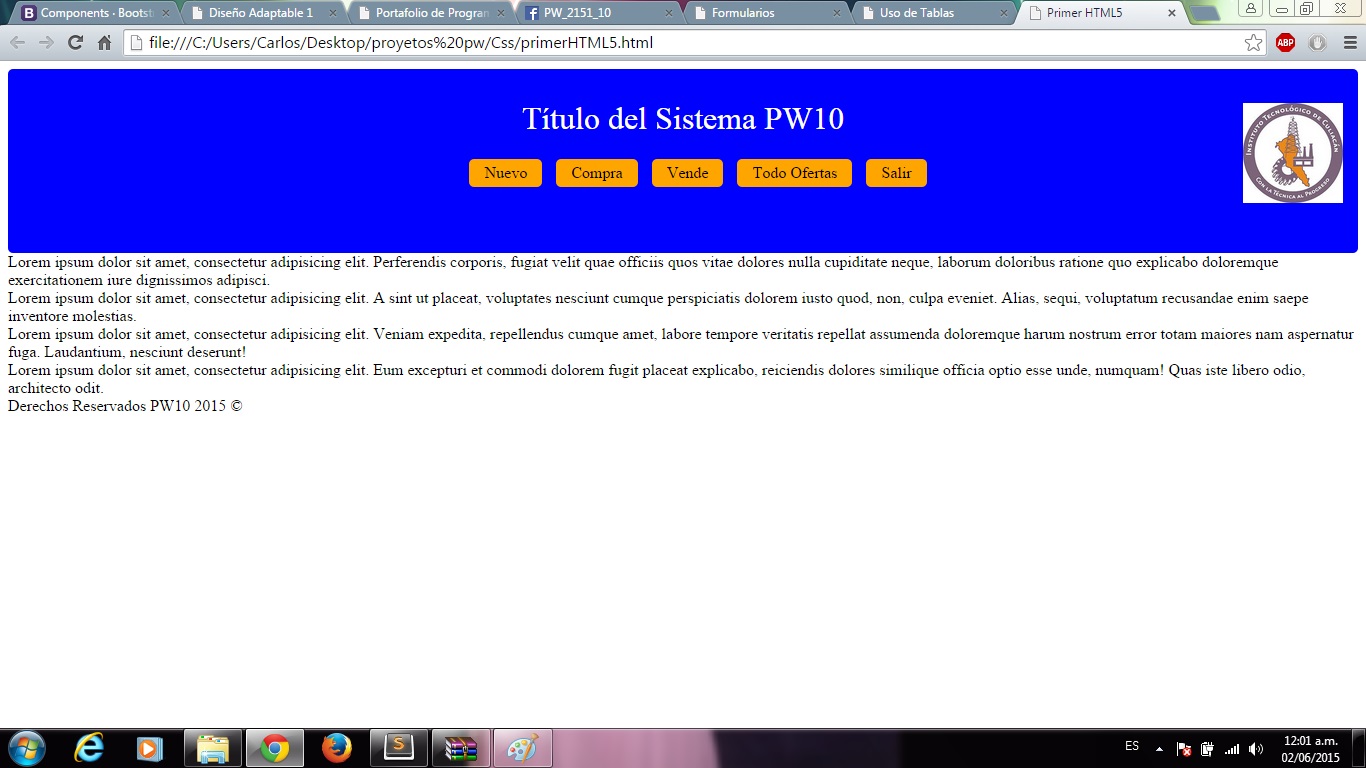 Components · Bootst
Diseño Adaptable 1
Portafolio de Program
PW_2151_10
Formularios
Uso de Tablas
Primer HTML5
file:///C:/Users/Carlos/Desktop/proyetos%20pw/Css/primerHTML5.html
ABP
Título del Sistema PW10
INSTITUTO TECNOLÓGICO DE CULIACÁN
CON LA TÉCNICA AL PROGRESO
Nuevo
Compra
Vende
Todo Ofertas
Salir
Lorem ipsum dolor sit amet, consectetur adipisicing elit. Perferendis corporis, fugiat velit quae officiis quos vitae dolores nulla cupiditate neque, laborum doloribus ratione quo explicabo doloremque
exercitationem iure dignissimos adipisci.
Lorem ipsum dolor sit amet, consectetur adipisicing elit. A sint ut placeat, voluptates nesciunt cumque perspiciatis dolorem iusto quod, non, culpa eveniet. Alias, sequi, voluptatum recusandae enim saepe
inventore molestias.
Lorem ipsum dolor sit amet, consectetur adipisicing elit. Veniam expedita, repellendus cumque amet, labore tempore veritatis repellat assumenda doloremque harum nostrum error totam maiores nam aspernatur
fuga. Laudantium, nesciunt deserunt!
Lorem ipsum dolor sit amet, consectetur adipisicing elit. Eum excepturi et commodi dolorem fugit placeat explicabo, reiciendis dolores similique officia optio esse unde, numquam! Quas iste libero odio,
architecto odit.
Derechos Reservados PW10 2015 ©
ES
12:01 a.m.
02/06/2015